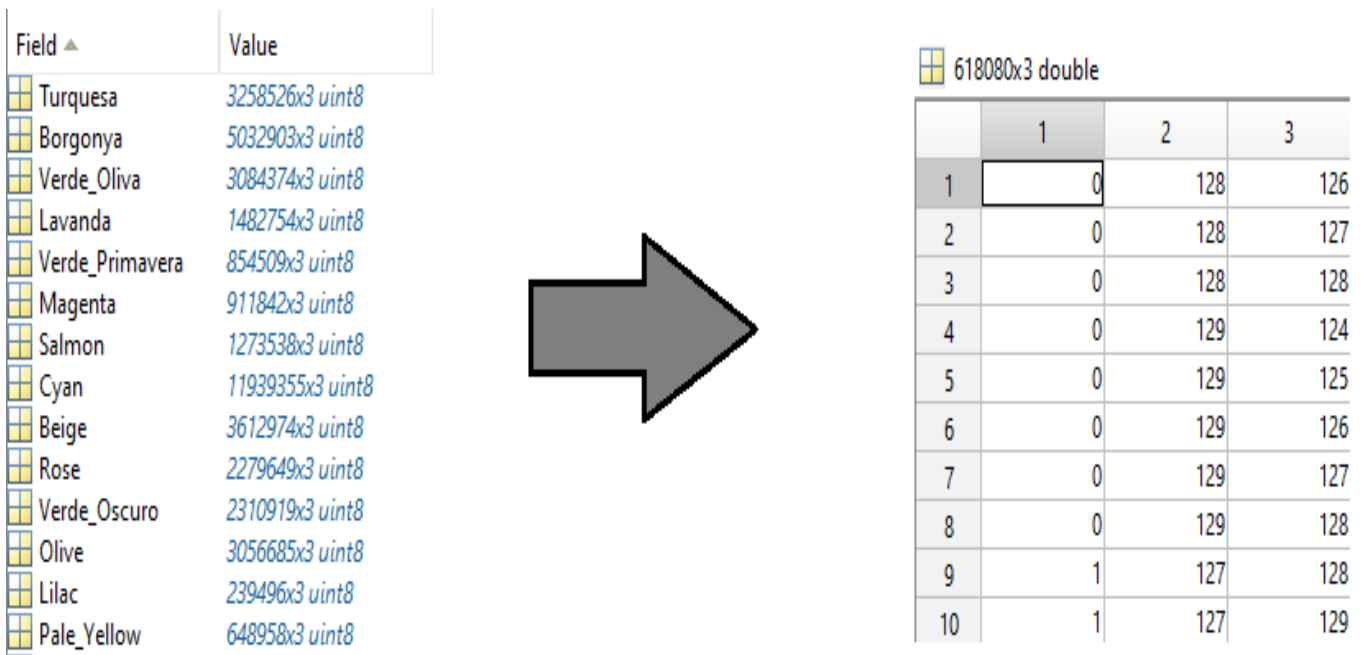 Field Value
Turquesa 3258526x3 uint8
Borgonya 5032903x3 uint8
Verde_Oliva 3084374x3 uint8
Lavanda 1482754x3 uint8
Verde_Primavera 854509x3 uint8
Magenta 911842x3 uint8
Salmon 1273538x3 uint8
Cyan 11939355x3 uint8
Beige 3612974x3 uint8
Rose 2279649x3 uint8
Verde_Oscuro 2310919x3 uint8
Olive 3056685x3 uint8
Lilac 239496x3 uint8
Pale_Yellow 648958x3 uint8
618080x3 double
1 2 3
1 0 128 126
2 0 128 127
3 0 128 128
4 0 129 124
5 0 129 125
6 0 129 126
7 0 129 127
8 0 129 128
9 1 127 128
10 1 127 129